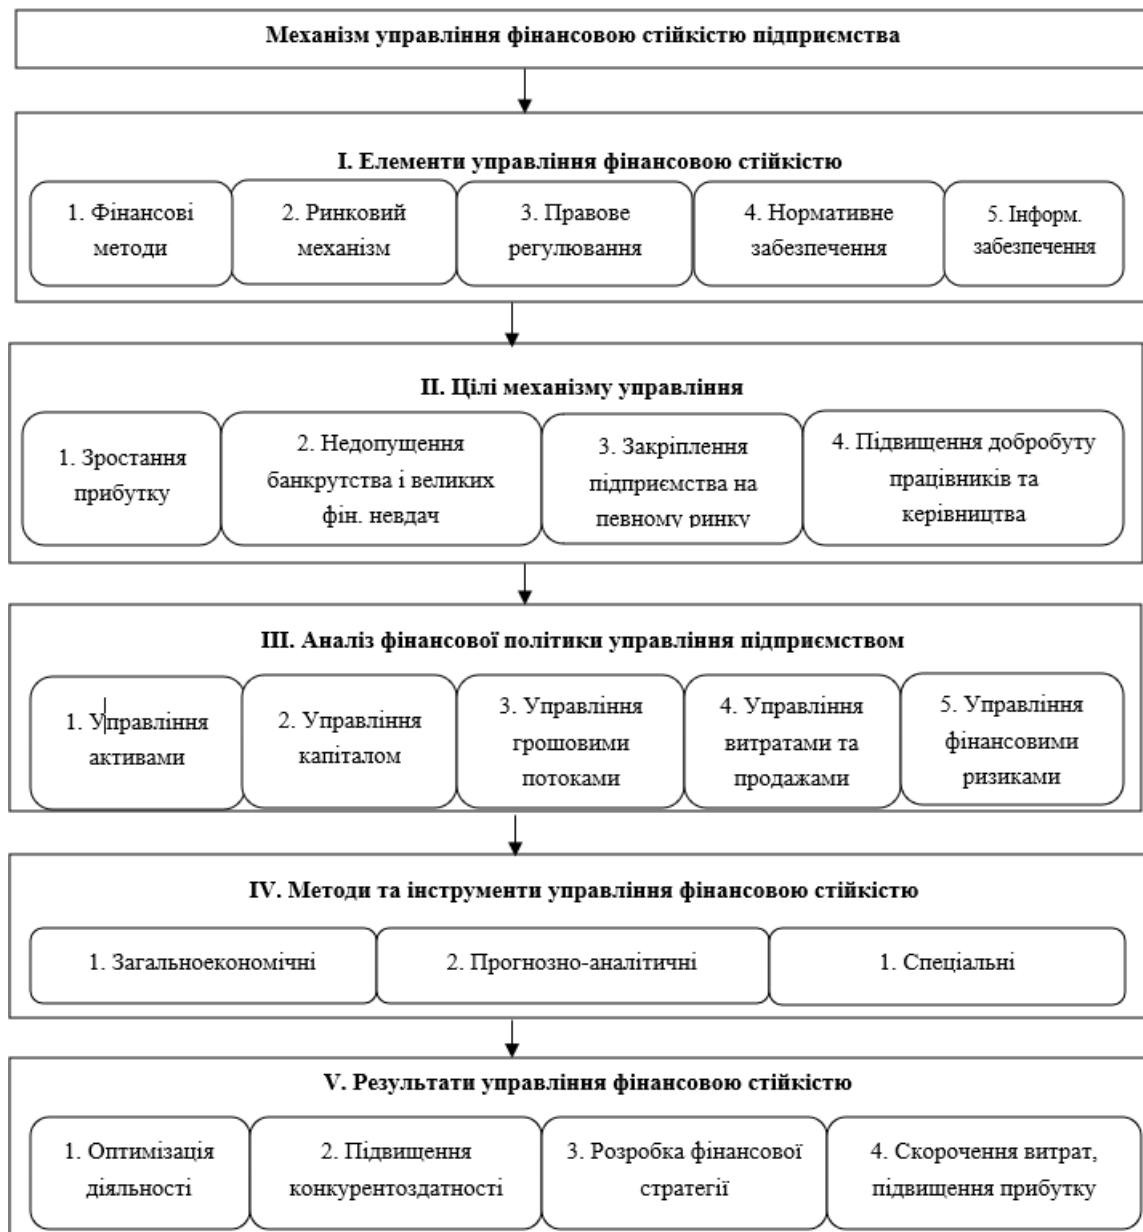 Механізм управління фінансовою стійкістю підприємства
І. Елементи управління фінансовою стійкістю
1. Фінансові
методи
2. Ринковий
механізм
3. Правове
регулювання
4. Нормативне
забезпечення
5. Інформ.
забезпечення
ІІ. Цілі механізму управління
1. Зростання
прибутку
2. Недопущення
банкрутства і великих
фін. невдач
3. Закріплення
підприємства на
певному ринку
4. Підвищення добробуту
працівників та
керівництва
ІІІ. Аналіз фінансової політики управління підприємством
1. Управління
активами
2. Управління
капіталом
3. Управління
грошовими
потоками
4. Управління
витратами та
продажами
5. Управління
фінансовими
ризиками
IV. Методи та інструменти управління фінансовою стійкістю
1. Загальноекономічні
2. Прогнозно-аналітичні
1. Спеціальні
V. Результати управління фінансовою стійкістю
1. Оптимізація
діяльності
2. Підвищення
конкурентоздатності
3. Розробка фінансової
стратегії
4. Скорочення витрат,
підвищення прибутку